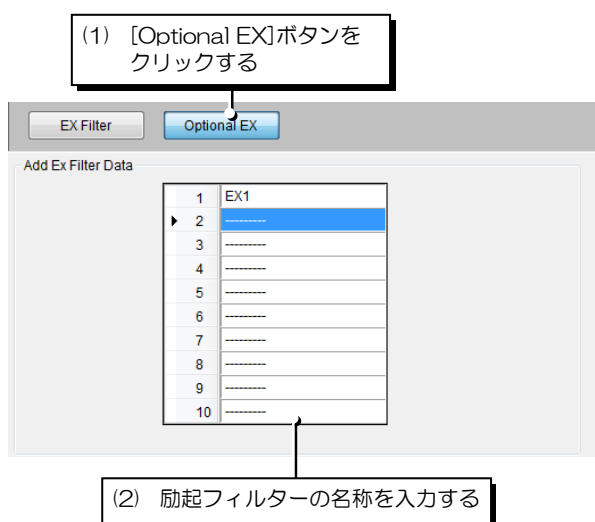 (1) [Optional EX]ボタンを
クリックする
EX Filter
Optional EX
Add Ex Filter Data
1 EX1
2 ---------
3 ---------
4 ---------
5 ---------
6 ---------
7 ---------
8 ---------
9 ---------
10 ---------
(2) 励起フィルターの名称を入力する